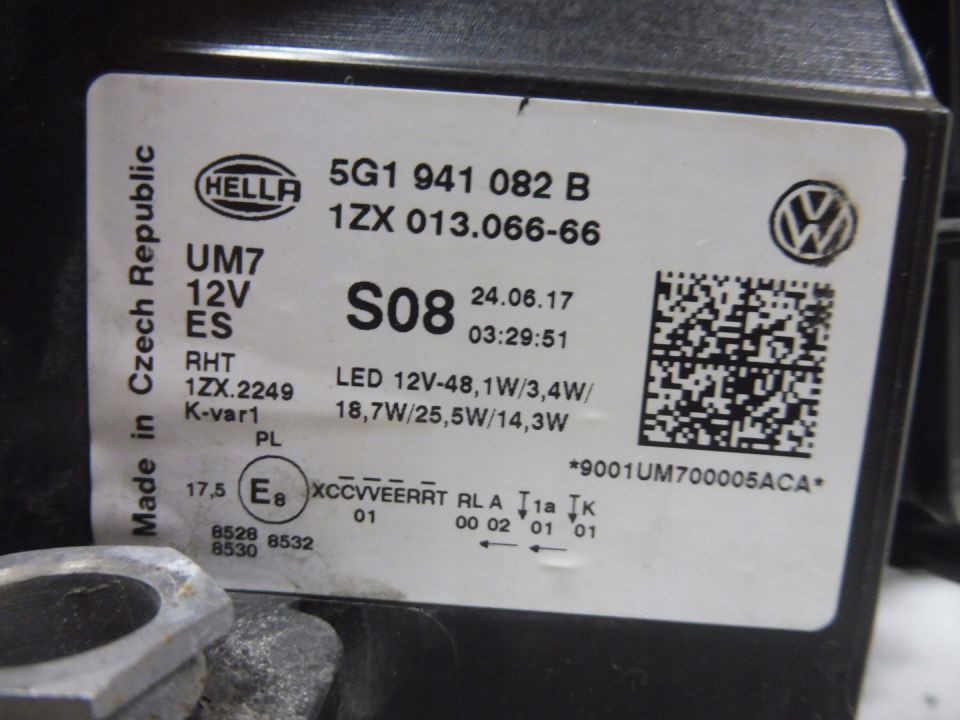 Made in Czech Republic
HELLA
5G1 941 082 B
1ZX 013.066-66
UM7
12V
ES
S08
24.06.17
03:29:51
RHT
1ZX.2249
K-var1
LED 12V-48,1W/3,4W/
18,7W/25,5W/14,3W
PL
*9001UM700005ACA*
17,5 E8 XCCVVEERRT RL A 1a K
01 00 02 01 01
8528 8532
8530
VW